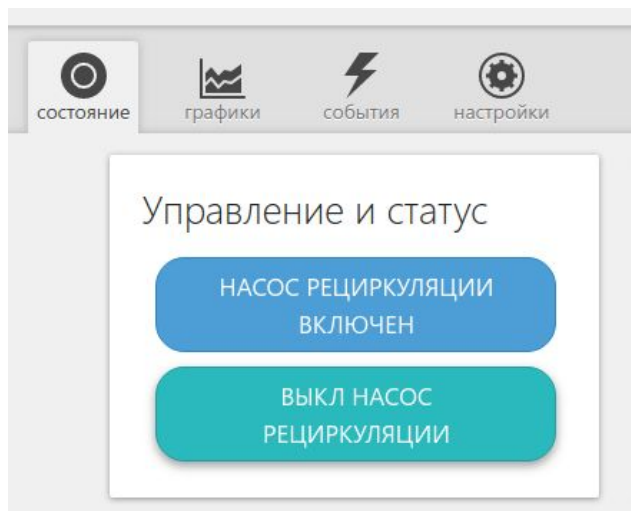 состояние графики события настройки
Управление и статус
НАСОС РЕЦИРКУЛЯЦИИ
ВКЛЮЧЕН
ВЫКЛ НАСОС
РЕЦИРКУЛЯЦИИ